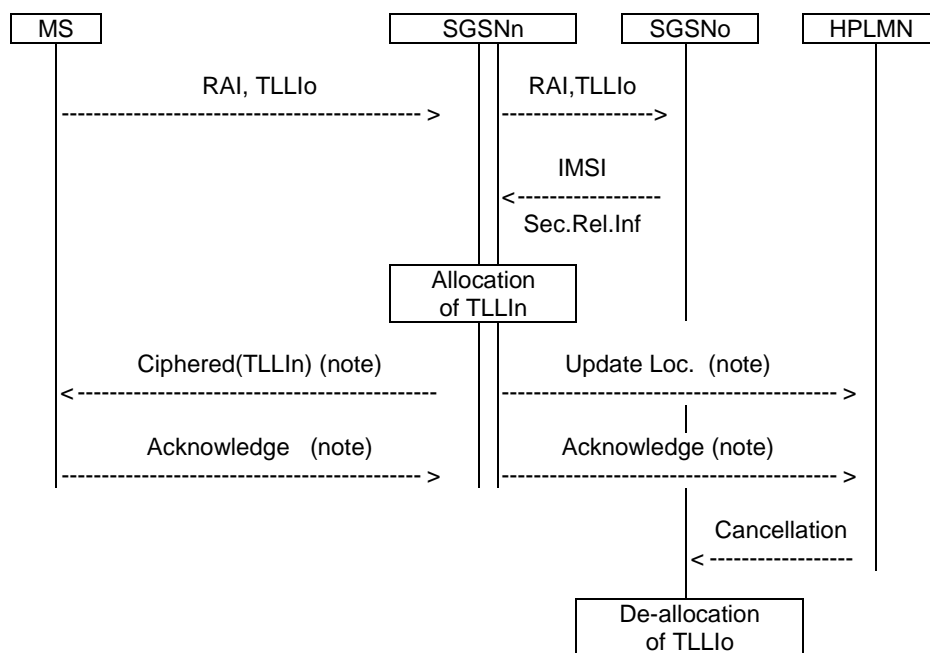 MS SGSNn SGSNo HPLMN
RAI, TLLIo RAI,TLLIo
IMSI
Sec.Rel.Inf
Allocation
of TLLIn
Ciphered(TLLIn) (note) Update Loc. (note)
Acknowledge (note) Acknowledge (note)
Cancellation
De-allocation
of TLLIo